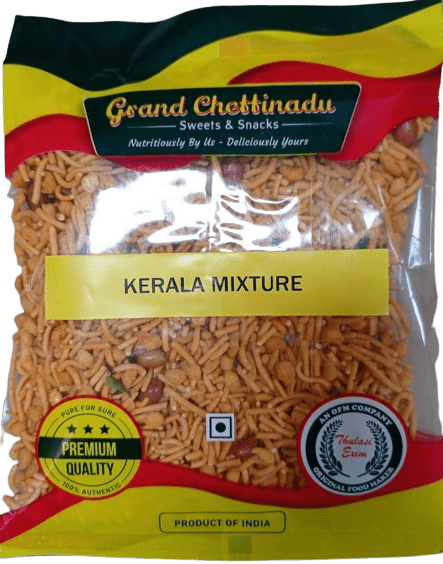 Grand Chettinadu
Sweets & Snacks
Nutritiously By Us - Deliciously Yours
KERALA MIXTURE
PURE FOR SURE
PREMIUM
QUALITY
100% AUTHENTIC
AN OFM COMPANY
Thulasi
Exim
ORIGINAL FOOD MAKER
PRODUCT OF INDIA